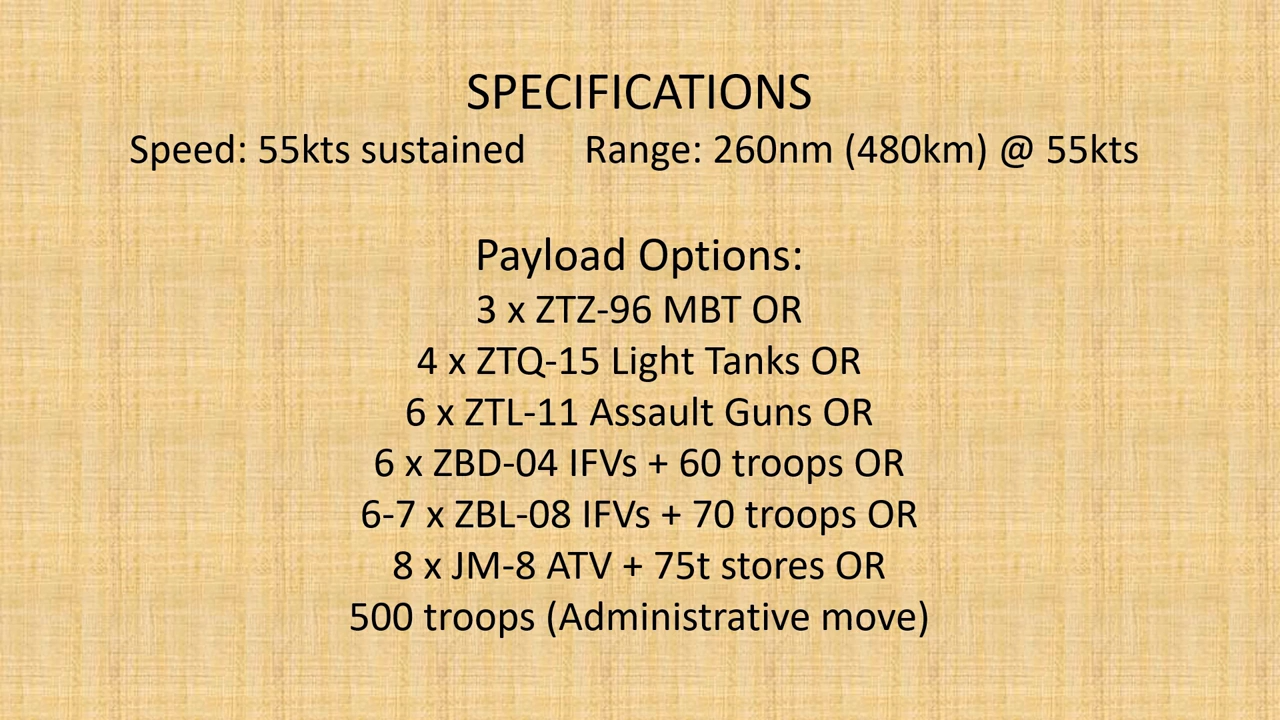 SPECIFICATIONS
Speed: 55kts sustained Range: 260nm (480km) @ 55kts
Payload Options:
3 x ZTZ-96 MBT OR
4 x ZTQ-15 Light Tanks OR
6 x ZTL-11 Assault Guns OR
6 x ZBD-04 IFVs + 60 troops OR
6-7 x ZBL-08 IFVs + 70 troops OR
8 x JM-8 ATV + 75t stores OR
500 troops (Administrative move)